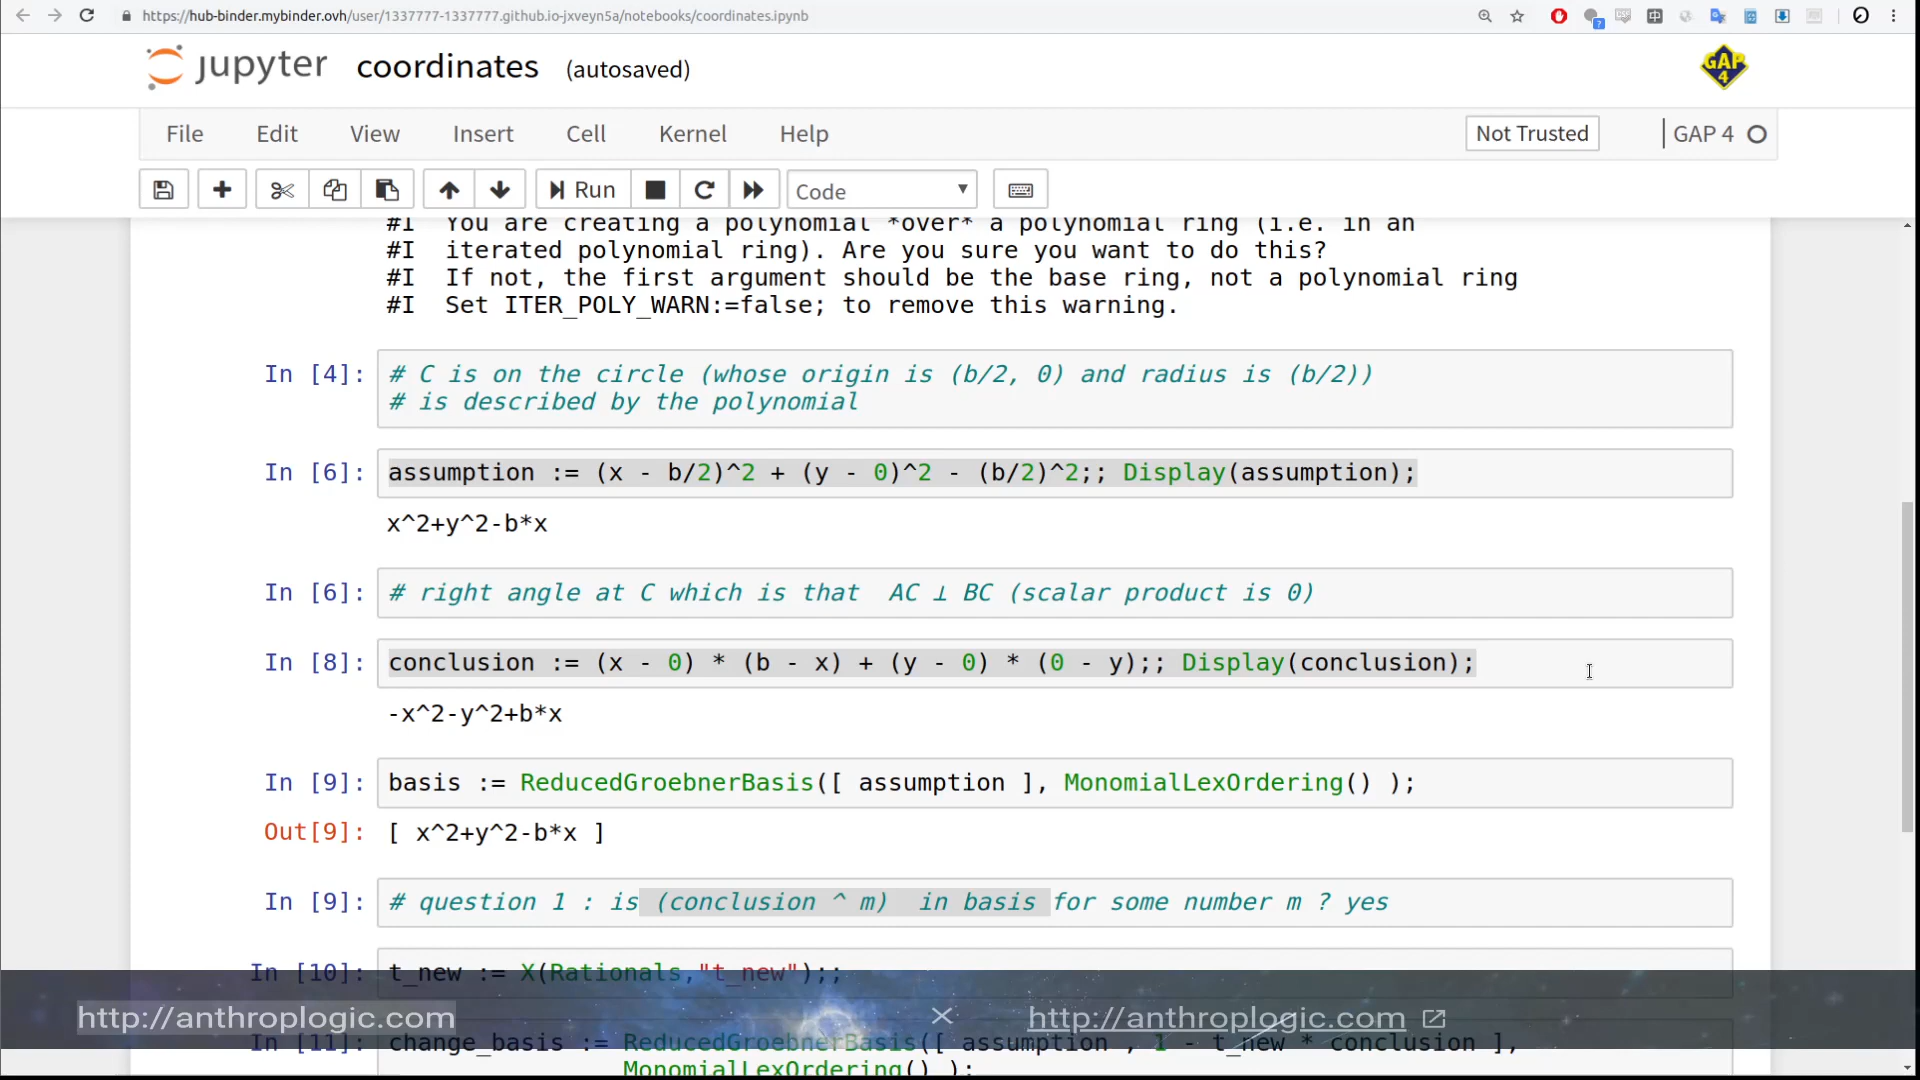 https://hub-binder.mybinder.ovh/user/1337777-1337777.github.io-jxveyn5a/notebooks/coordinates.ipynb
jupyter coordinates (autosaved)
GAP 4
File Edit View Insert Cell Kernel Help Not Trusted GAP 4
Run Code
#I  You are creating a polynomial *over* a polynomial ring (i.e. in an
#I  iterated polynomial ring). Are you sure you want to do this?
#I  If not, the first argument should be the base ring, not a polynomial ring
#I  Set ITER_POLY_WARN:=false; to remove this warning.
In [4]: # C is on the circle (whose origin is (b/2, 0) and radius is (b/2))
# is described by the polynomial
In [6]: assumption := (x - b/2)^2 + (y - 0)^2 - (b/2)^2;; Display(assumption);
x^2+y^2-b*x
In [6]: # right angle at C which is that  AC ⊥ BC (scalar product is 0)
In [8]: conclusion := (x - 0) * (b - x) + (y - 0) * (0 - y);; Display(conclusion);
-x^2-y^2+b*x
In [9]: basis := ReducedGroebnerBasis([ assumption ], MonomialLexOrdering() );
Out[9]: [ x^2+y^2-b*x ]
In [9]: # question 1 : is (conclusion ^ m)  in basis for some number m ? yes
In [10]: t_new := X(Rationals,"t_new");;
http://anthroplogic.com × http://anthroplogic.com
In [11]: change_basis := ReducedGroebnerBasis([ assumption , 1 - t_new * conclusion ],
MonomialLexOrdering() );